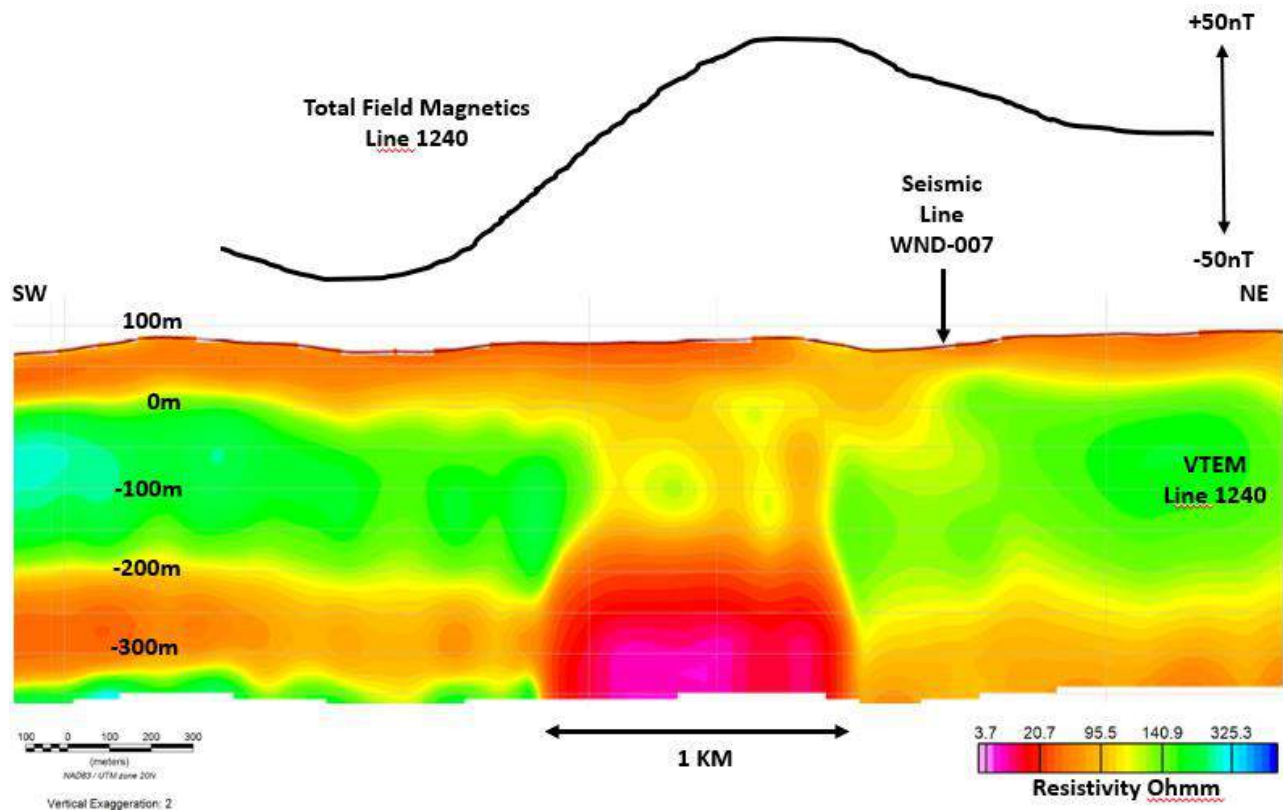 +50nT
Total Field Magnetics
Line 1240
Seismic
Line
WND-007
-50nT
SW
NE
100m
0m
-100m
VTEM
Line 1240
-200m
-300m
100 0 100 200 300
(meters)
NAD83 / UTM zone 20N
Vertical Exaggeration: 2
1 KM
3.7 20.7 95.5 140.9 325.3
Resistivity Ohmm